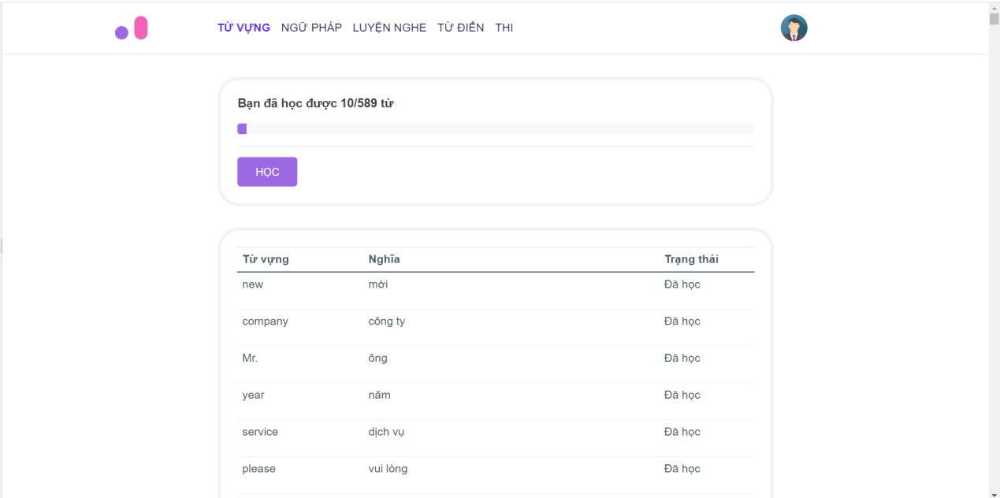 TỪ VỰNG NGỮ PHÁP LUYỆN NGHE TỪ ĐIỂN THI
Bạn đã học được 10/589 từ
HỌC
Từ vựng Nghĩa Trạng thái
new mới Đã học
company công ty Đã học
Mr. ông Đã học
year năm Đã học
service dịch vụ Đã học
please vui lòng Đã học